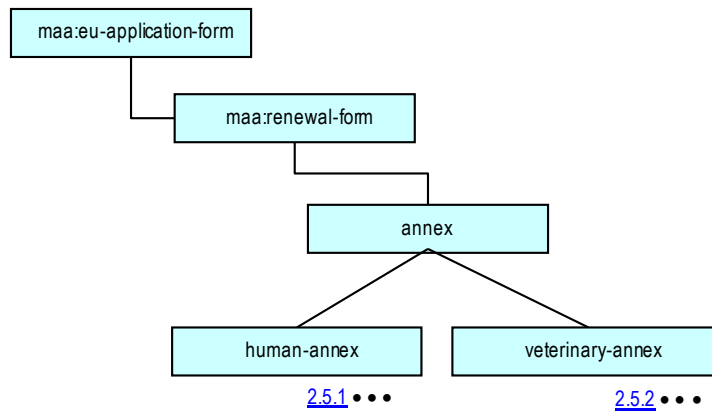 maa:eu-application-form
maa:renewal-form
annex
human-annex
veterinary-annex
2.5.1 •••
2.5.2 •••